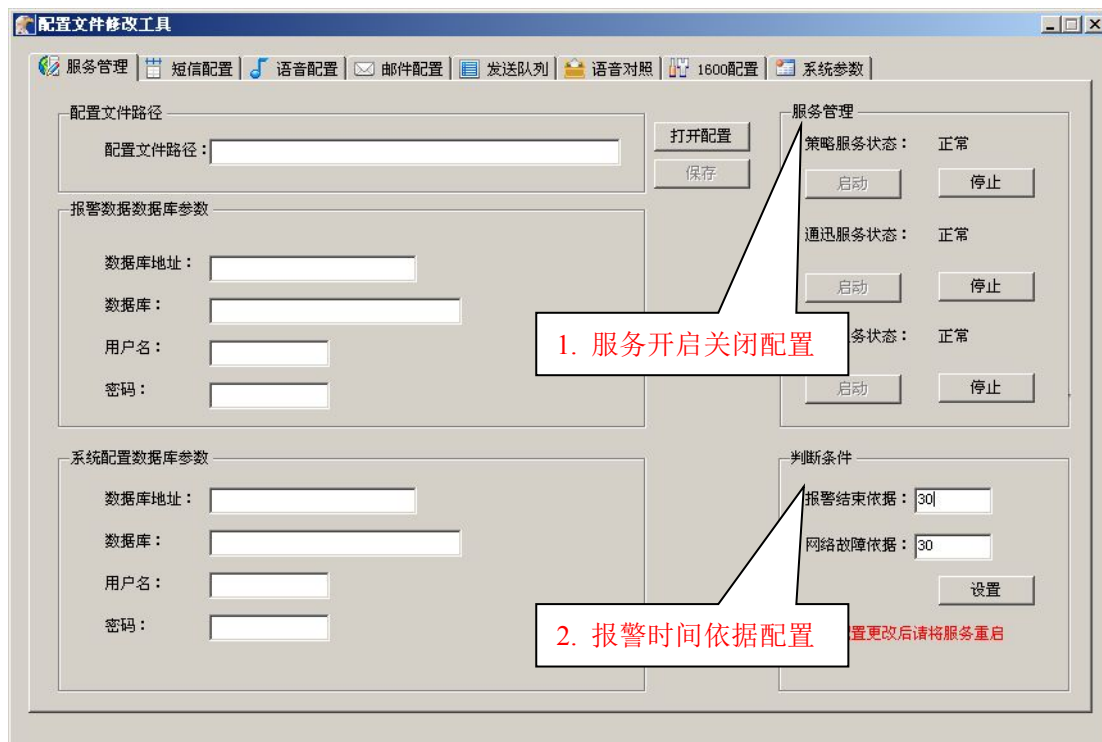 配置文件修改工具
服务管理 短信配置 语音配置 邮件配置 发送队列 语音对照 1600配置 系统参数
配置文件路径
配置文件路径：
打开配置
保存
报警数据数据库参数
数据库地址：
数据库：
用户名：
密码：
系统配置数据库参数
数据库地址：
数据库：
用户名：
密码：
服务管理
策略服务状态： 正常
启动 停止
通迅服务状态： 正常
启动 停止
服务状态： 正常
启动 停止
1. 服务开启关闭配置
判断条件
报警结束依据： 30
网络故障依据： 30
设置
置更改后请将服务重启
2. 报警时间依据配置